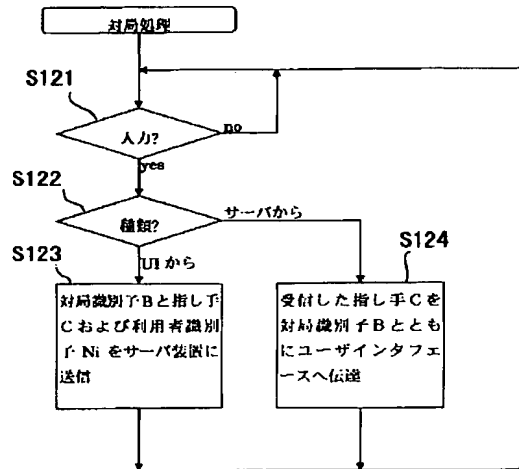 対局処理
S121
入力?
no
yes
S122
種類?
サーバから
UIから
S123
対局識別子Bと指し手
Cおよび利用者識別
子Niをサーバ装置に
送信
S124
受信した指し手Cを
対局識別子Bととも
にユーザインタフェ
ースへ伝達